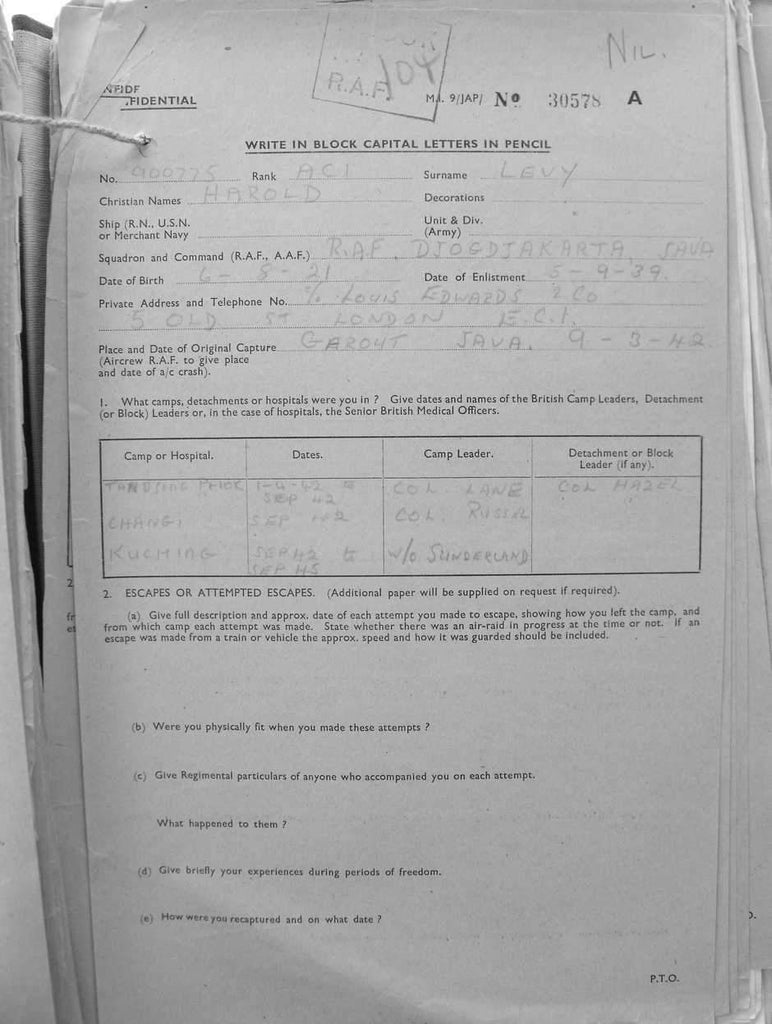 NFIDE
FIDENTIAL
R.A.F. 104
NIL.
M.I. 9/JAP/ No 30578 A
WRITE IN BLOCK CAPITAL LETTERS IN PENCIL
No. 900775 Rank AC1 Surname LEVY
Christian Names HAROLD Decorations
Ship (R.N., U.S.N. or Merchant Navy
Unit & Div. (Army)
Squadron and Command (R.A.F., A.A.F.) R.A.F. DJOGDJAKARTA, JAVA
Date of Birth 6-8-21 Date of Enlistment 5-9-39.
Private Address and Telephone No. c/o LOUIS EDWARDS & Co
5 OLD ST LONDON E.C.1.
Place and Date of Original Capture GAROUT JAVA. 9-3-42
(Aircrew R.A.F. to give place
and date of a/c crash).
1. What camps, detachments or hospitals were you in ? Give dates and names of the British Camp Leaders, Detachment
(or Block) Leaders or, in the case of hospitals, the Senior British Medical Officers.
Camp or Hospital. Dates. Camp Leader. Detachment or Block Leader (if any).
TANDJING PRIOK 1-4-42 to SEP 42 COL LANE COL HAZEL
CHANGI SEP 42 COL.
KUCHING SEP 42 to SEP 45 W/O SUNDERLAND
2. ESCAPES OR ATTEMPTED ESCAPES. (Additional paper will be supplied on request if required).
(a) Give full description and approx. date of each attempt you made to escape, showing how you left the camp, and
from which camp each attempt was made. State whether there was an air-raid in progress at the time or not. If an
escape was made from a train or vehicle the approx. speed and how it was guarded should be included.
(b) Were you physically fit when you made these attempts ?
(c) Give Regimental particulars of anyone who accompanied you on each attempt.
What happened to them ?
(d) Give briefly your experiences during periods of freedom.
(e) How were you recaptured and on what date ?
P.T.O.